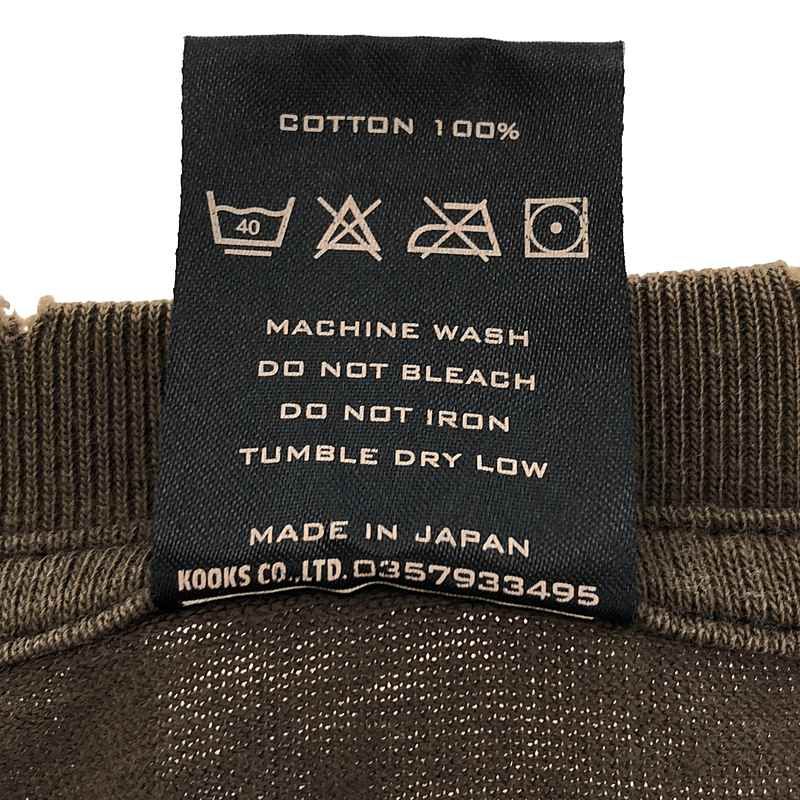 COTTON 100%
40
MACHINE WASH
DO NOT BLEACH
DO NOT IRON
TUMBLE DRY LOW
MADE IN JAPAN
KOOKS CO.,LTD. 0357933495